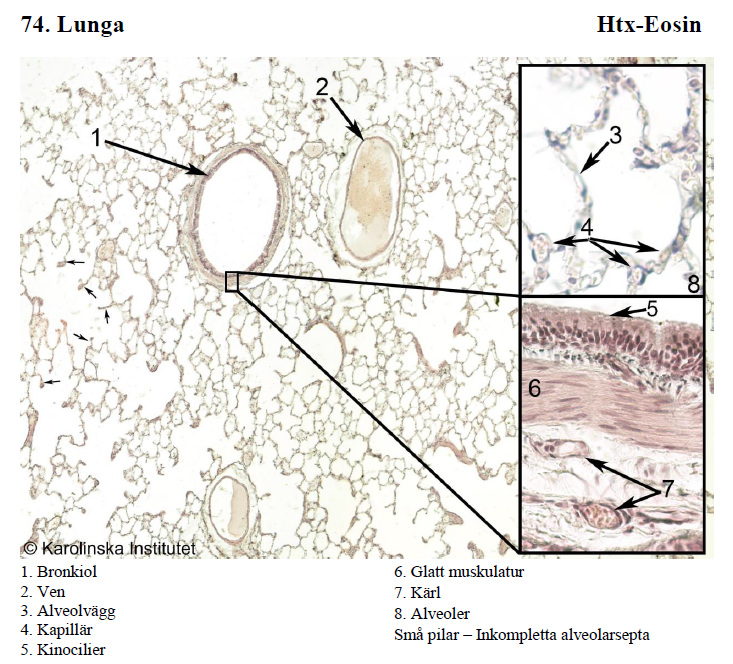 74. Lunga
Htx-Eosin
1
2
3
4
8
5
6
7
© Karolinska Institutet
1. Bronkiol
2. Ven
3. Alveolvägg
4. Kapillär
5. Kinocilier
6. Glatt muskulatur
7. Kärl
8. Alveoler
Små pilar – Inkompletta alveolarsepta